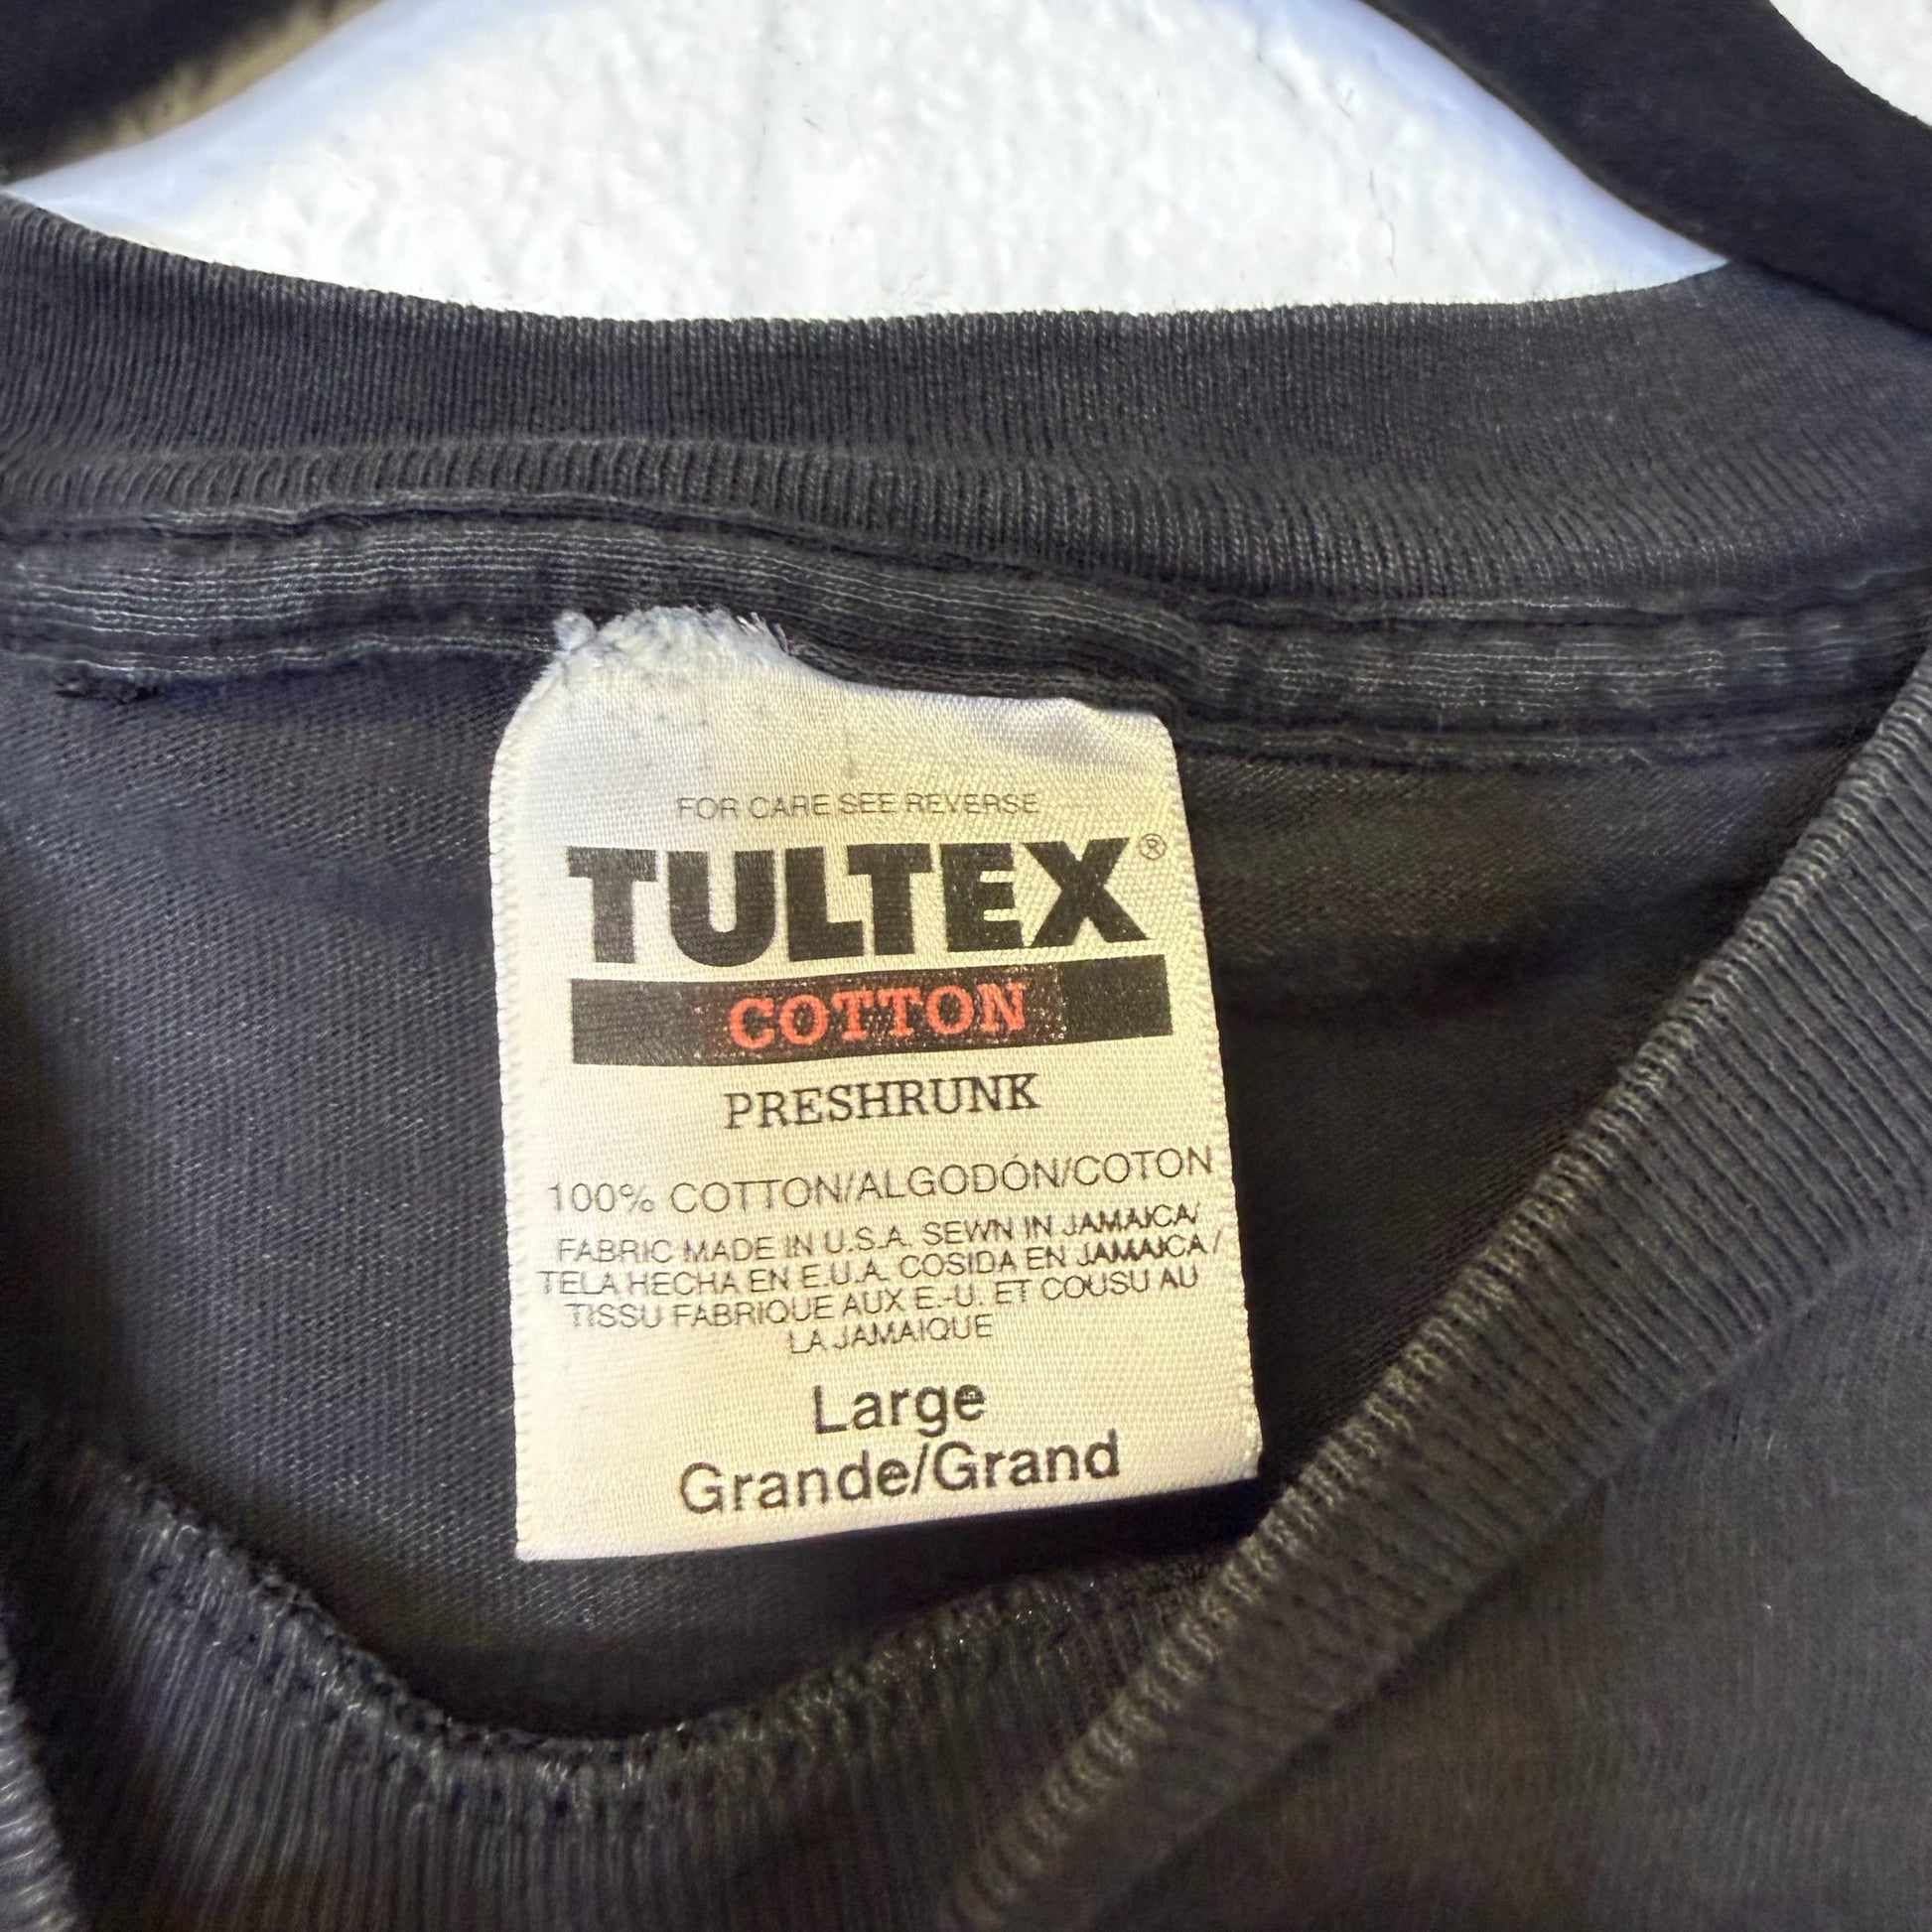 FOR CARE SEE REVERSE
TULTEX®
COTTON
PRESHRUNK
100% COTTON/ALGODÓN/COTON
FABRIC MADE IN U.S.A. SEWN IN JAMAICA/
TELA HECHA EN E.U.A. COSIDA EN JAMAICA /
TISSU FABRIQUE AUX E.-U. ET COUSU AU
LA JAMAIQUE
Large
Grande/Grand